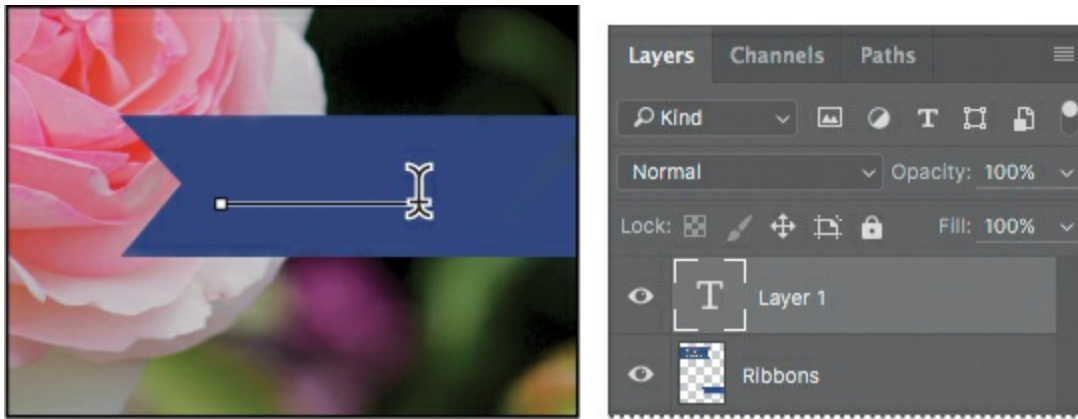 Layers Channels Paths
Kind T
Normal Opacity: 100%
Lock: Fill: 100%
T Layer 1
Ribbons